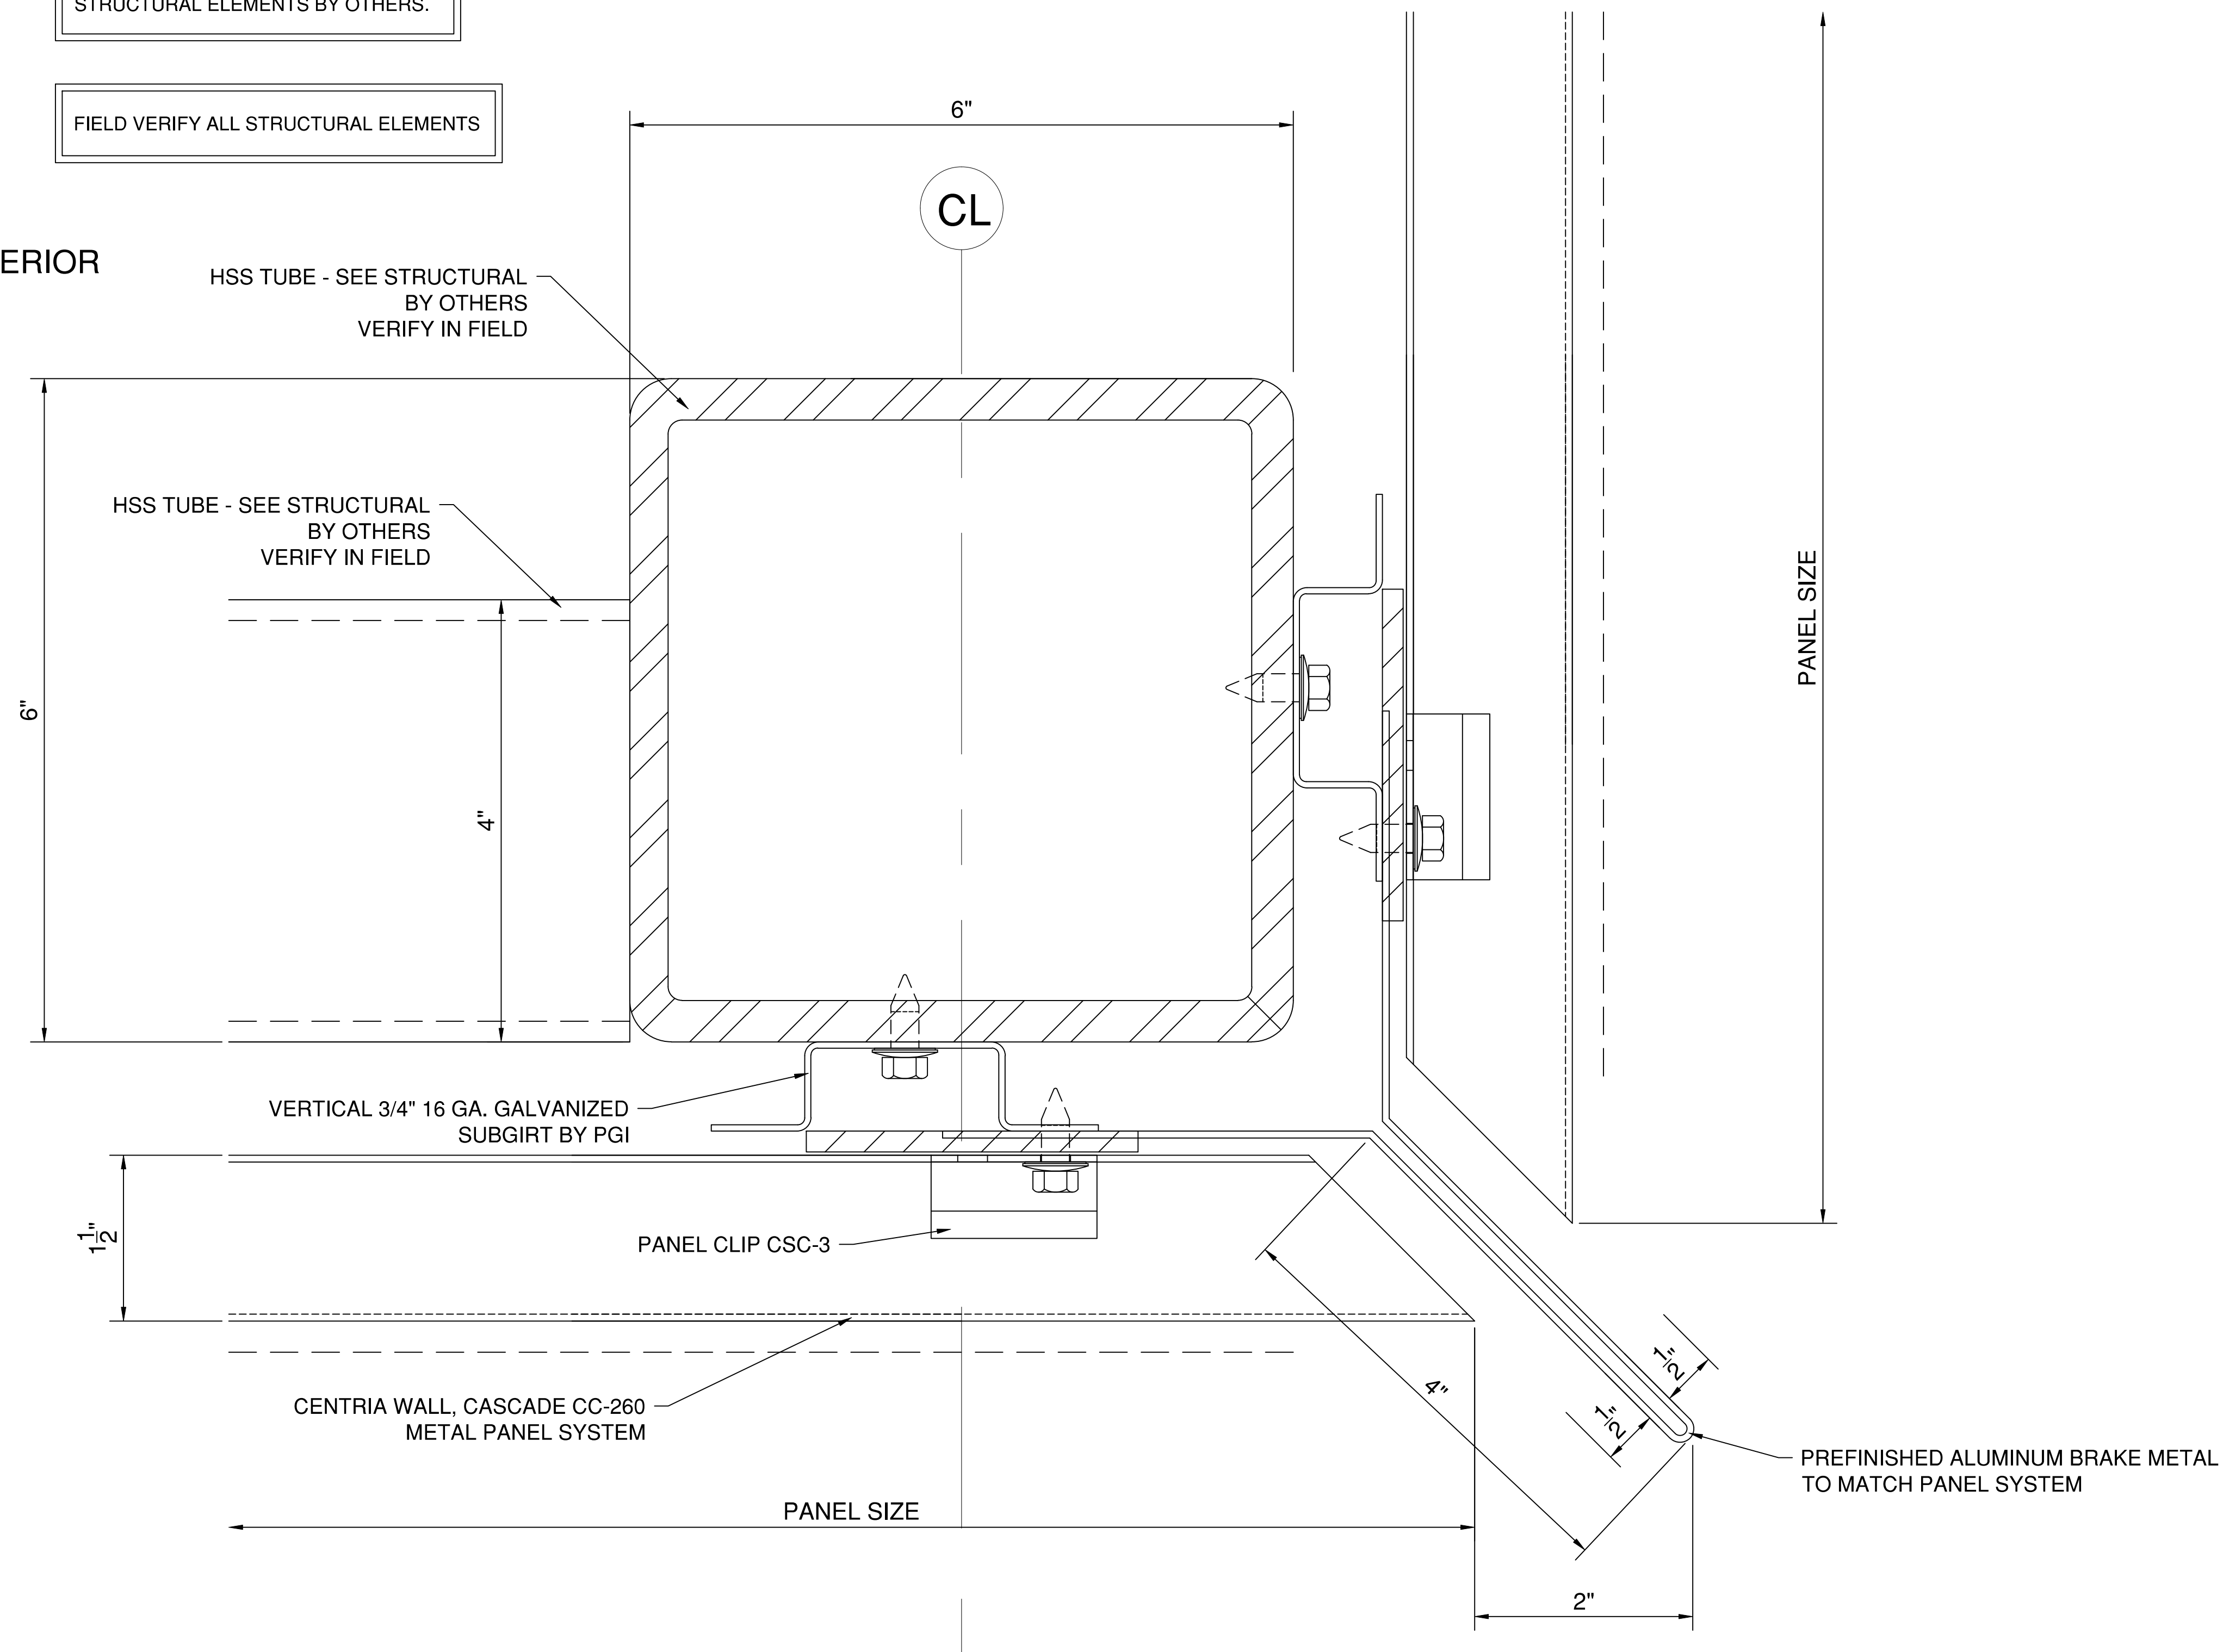 STRUCTURAL ELEMENTS BY OTHERS.
FIELD VERIFY ALL STRUCTURAL ELEMENTS
6"
CL
ERIOR
HSS TUBE - SEE STRUCTURAL
BY OTHERS
VERIFY IN FIELD
HSS TUBE - SEE STRUCTURAL
BY OTHERS
VERIFY IN FIELD
PANEL SIZE
6"
4"
VERTICAL 3/4" 16 GA. GALVANIZED
SUBGIRT BY PGI
1 1/2"
PANEL CLIP CSC-3
CENTRIA WALL, CASCADE CC-260
METAL PANEL SYSTEM
4"
1/2"
1/2"
PREFINISHED ALUMINUM BRAKE METAL
TO MATCH PANEL SYSTEM
PANEL SIZE
2"